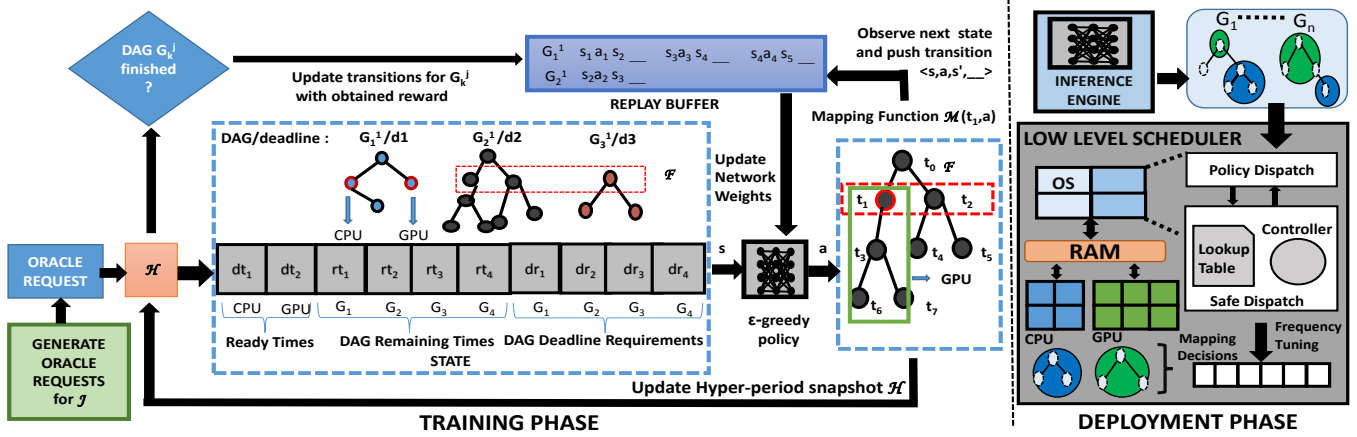 DAG G_k^j
finished
?
Update transitions for G_k^j
with obtained reward
G_1^1 s_1 a_1 s_2 __ s_3a_3 s_4 __ s_4a_4 s_5 __
G_2^1 s_2a_2 s_3 __
REPLAY BUFFER
Observe next state
and push transition
<s,a,s',__>
Mapping Function ℳ(t_1,a)
DAG/deadline :
G_1^1/d1
G_2^1/d2
G_3^1/d3
ℱ
CPU
GPU
Update
Network
Weights
ORACLE
REQUEST
ℋ
GENERATE
ORACLE
REQUESTS
for 𝒥
dt_1 dt_2 rt_1 rt_2 rt_3 rt_4 dr_1 dr_2 dr_3 dr_4
CPU GPU G_1 G_2 G_3 G_4 G_1 G_2 G_3 G_4
Ready Times
DAG Remaining Times
DAG Deadline Requirements
STATE
s
a
ε-greedy
policy
t_0 ℱ
t_1
t_2
t_3
t_4
t_5
GPU
t_6
t_7
Update Hyper-period snapshot ℋ
TRAINING PHASE
INFERENCE
ENGINE
G_1 ...... G_n
LOW LEVEL SCHEDULER
OS
RAM
CPU
GPU
Policy Dispatch
Lookup
Table
Controller
Safe Dispatch
Mapping
Decisions
Frequency
Tuning
DEPLOYMENT PHASE